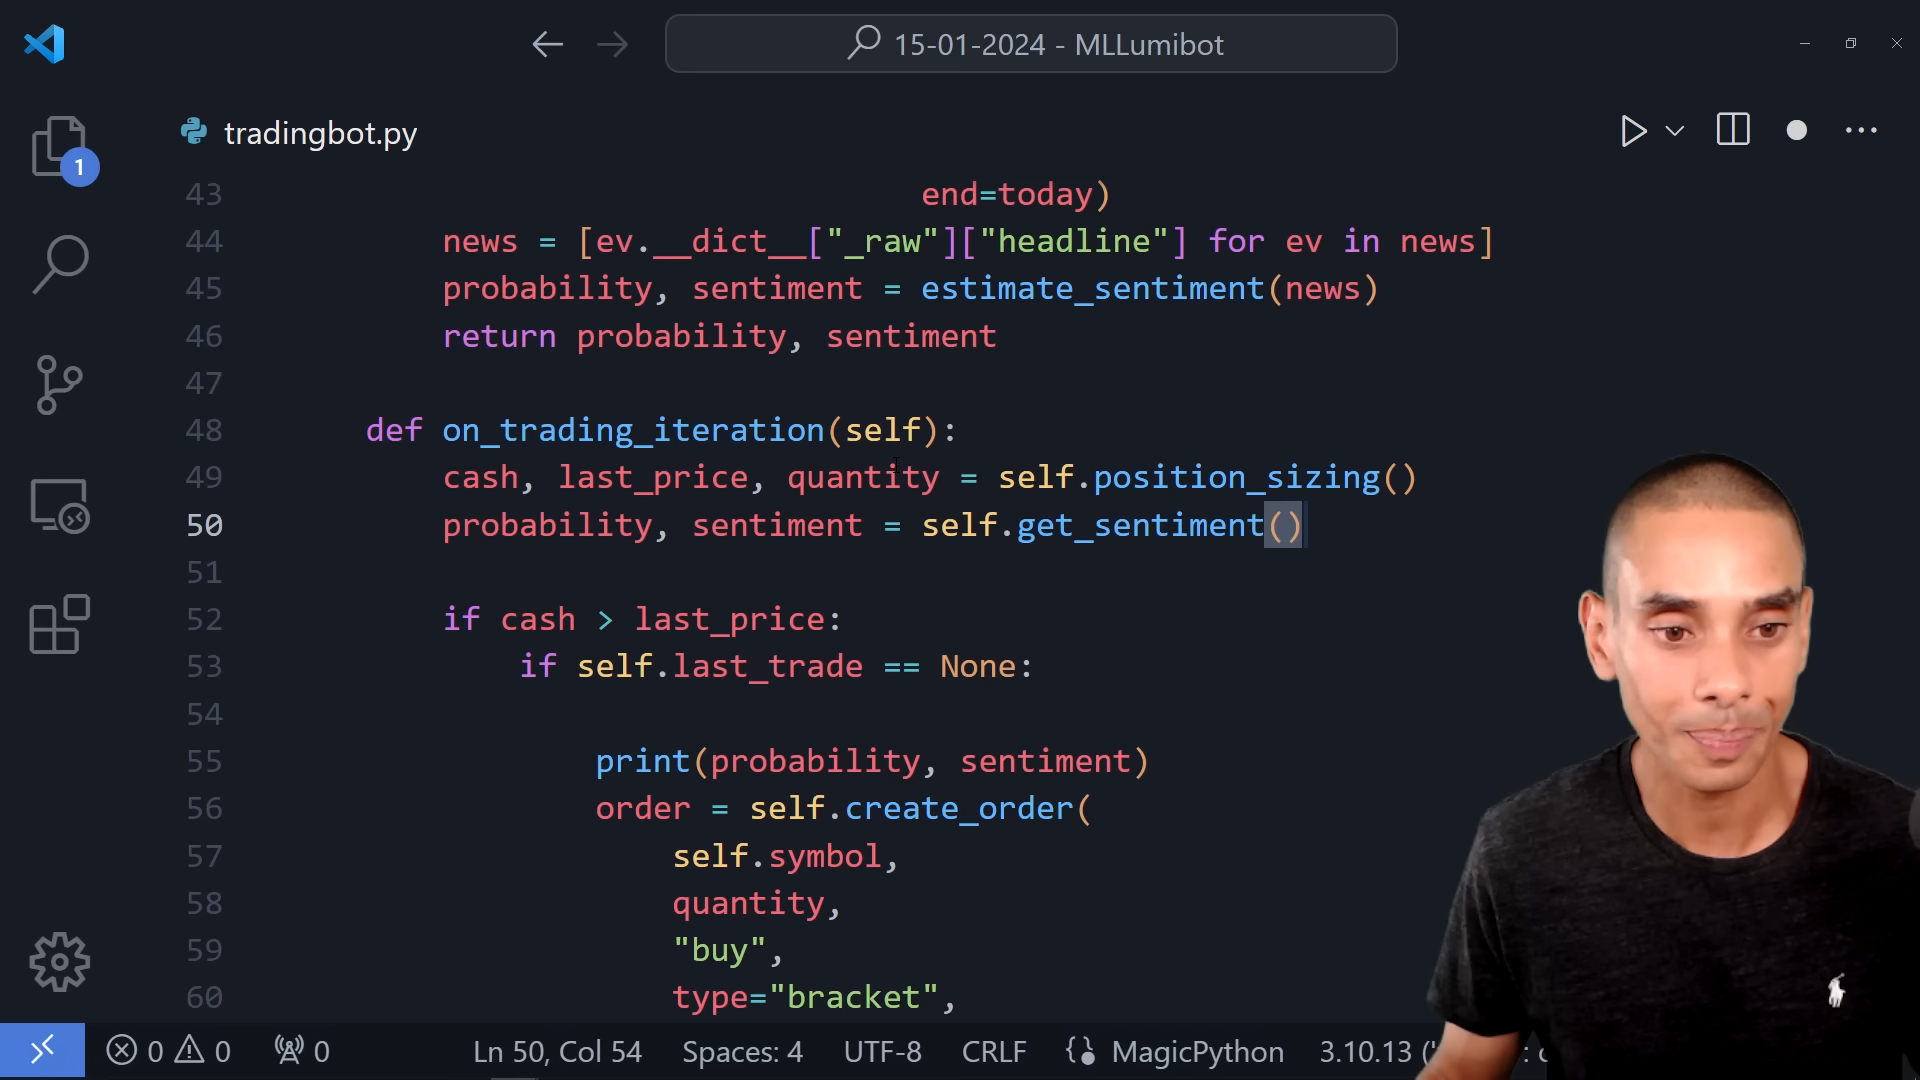 15-01-2024 - MLLumibot
tradingbot.py
1
43 end=today)
44 news = [ev.__dict__["_raw"]["headline"] for ev in news]
45 probability, sentiment = estimate_sentiment(news)
46 return probability, sentiment
47
48 def on_trading_iteration(self):
49 cash, last_price, quantity = self.position_sizing()
50 probability, sentiment = self.get_sentiment()
51
52 if cash > last_price:
53 if self.last_trade == None:
54
55 print(probability, sentiment)
56 order = self.create_order(
57 self.symbol,
58 quantity,
59 "buy",
60 type="bracket",
0 0 0 Ln 50, Col 54 Spaces: 4 UTF-8 CRLF MagicPython 3.10.13 ('